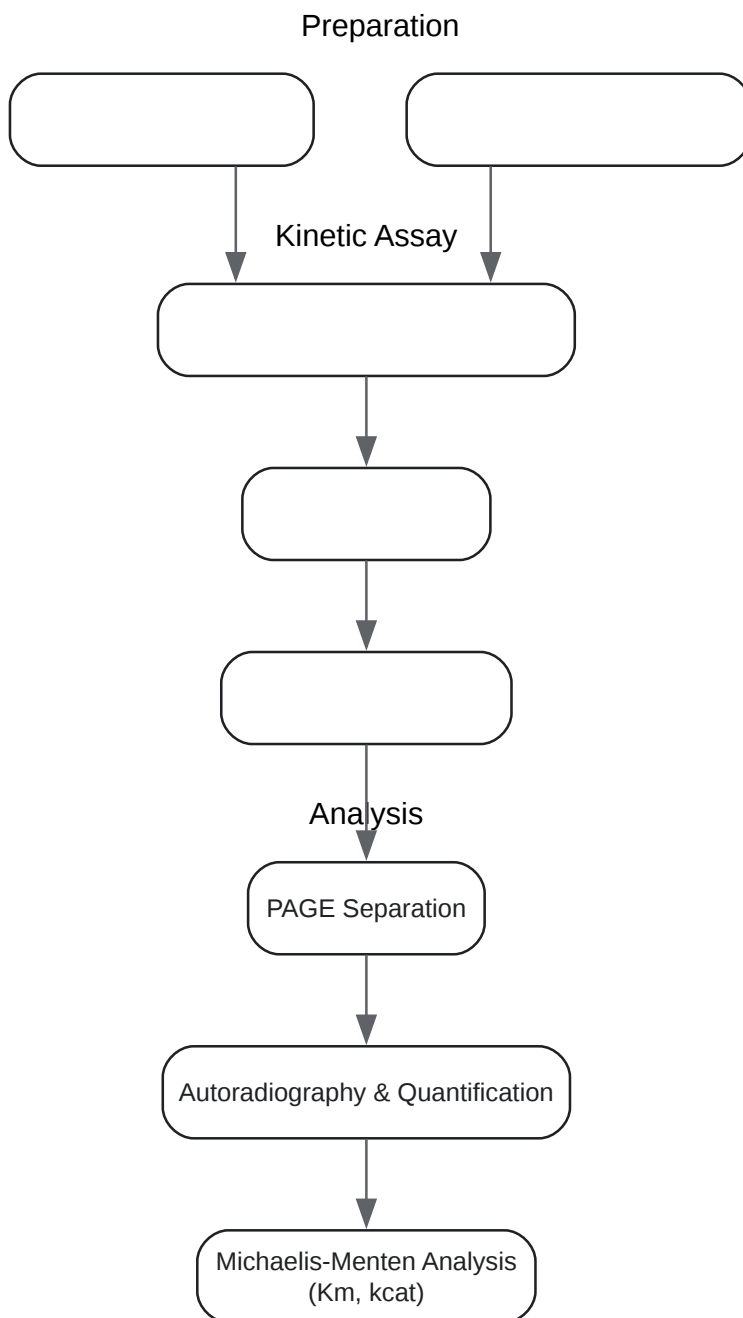 Preparation
Kinetic Assay
Analysis
PAGE Separation
Autoradiography & Quantification
Michaelis-Menten Analysis
(Km, kcat)